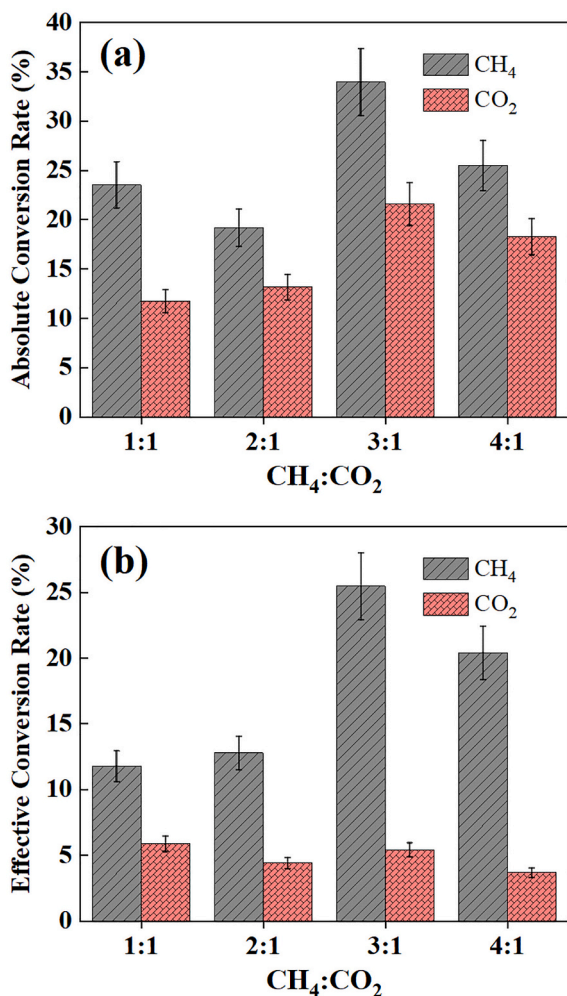 (a)
CH₄
CO₂
Absolute Conversion Rate (%)
40
35
30
25
20
15
10
5
0
1:1 2:1 3:1 4:1
CH₄:CO₂
(b)
CH₄
CO₂
Effective Conversion Rate (%)
30
25
20
15
10
5
0
1:1 2:1 3:1 4:1
CH₄:CO₂